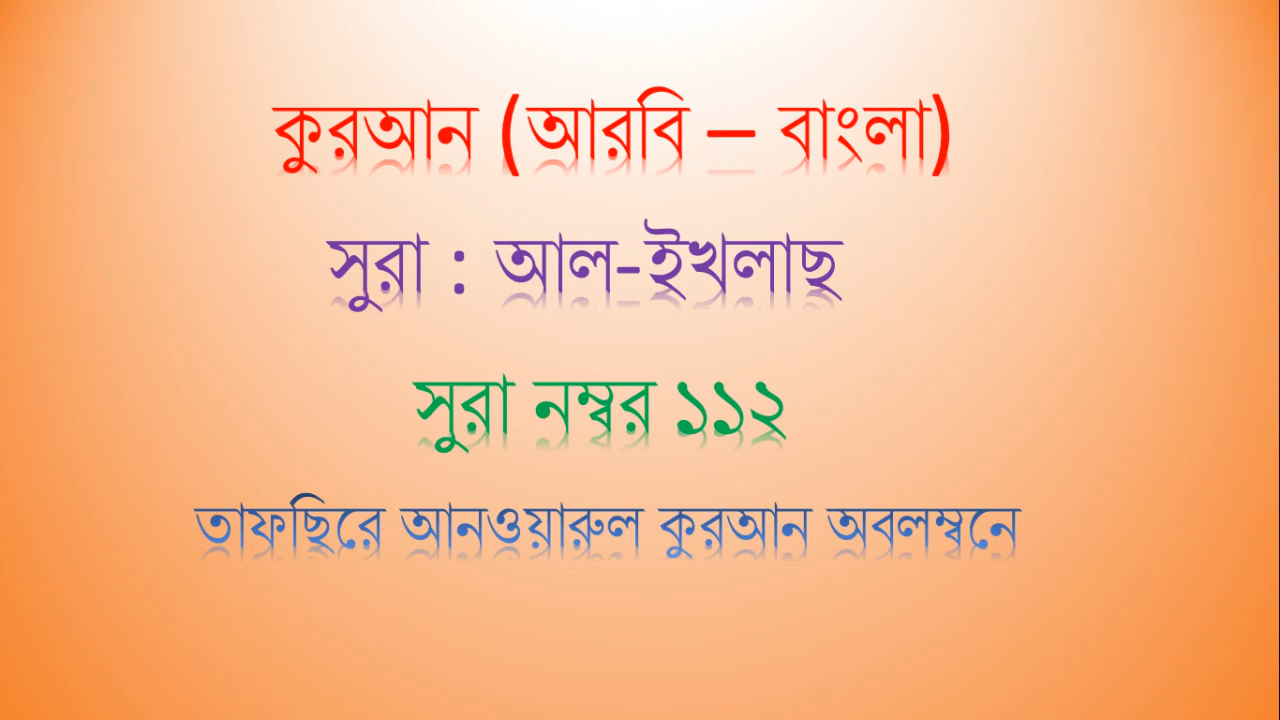 কুরআন (আরবি – বাংলা)
সুরা : আল-ইখলাছ
সুরা নম্বর ১১২
তাফছিরে আনওয়ারুল কুরআন অবলম্বনে